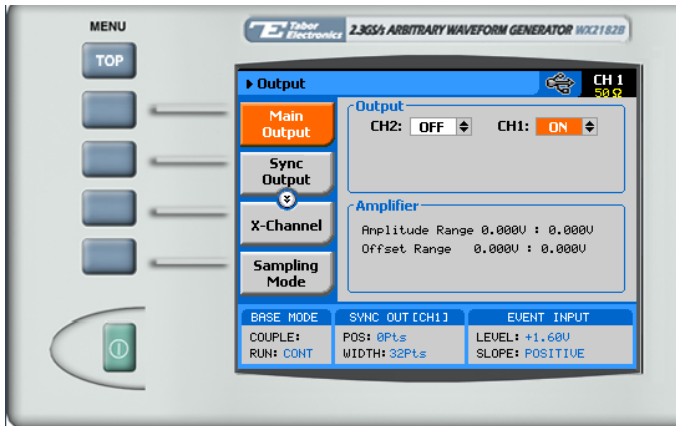 MENU
TOP
Tabor Electronics 2.3GS/s ARBITRARY WAVEFORM GENERATOR WX2182B
Output
CH 1
50Ω
Main Output
Sync Output
X-Channel
Sampling Mode
Output
CH2: OFF CH1: ON
Amplifier
Amplitude Range 0.000V : 0.000V
Offset Range 0.000V : 0.000V
BASE MODE
COUPLE:
RUN: CONT
SYNC OUT[CH1]
POS: 0Pts
WIDTH: 32Pts
EVENT INPUT
LEVEL: +1.60V
SLOPE: POSITIVE